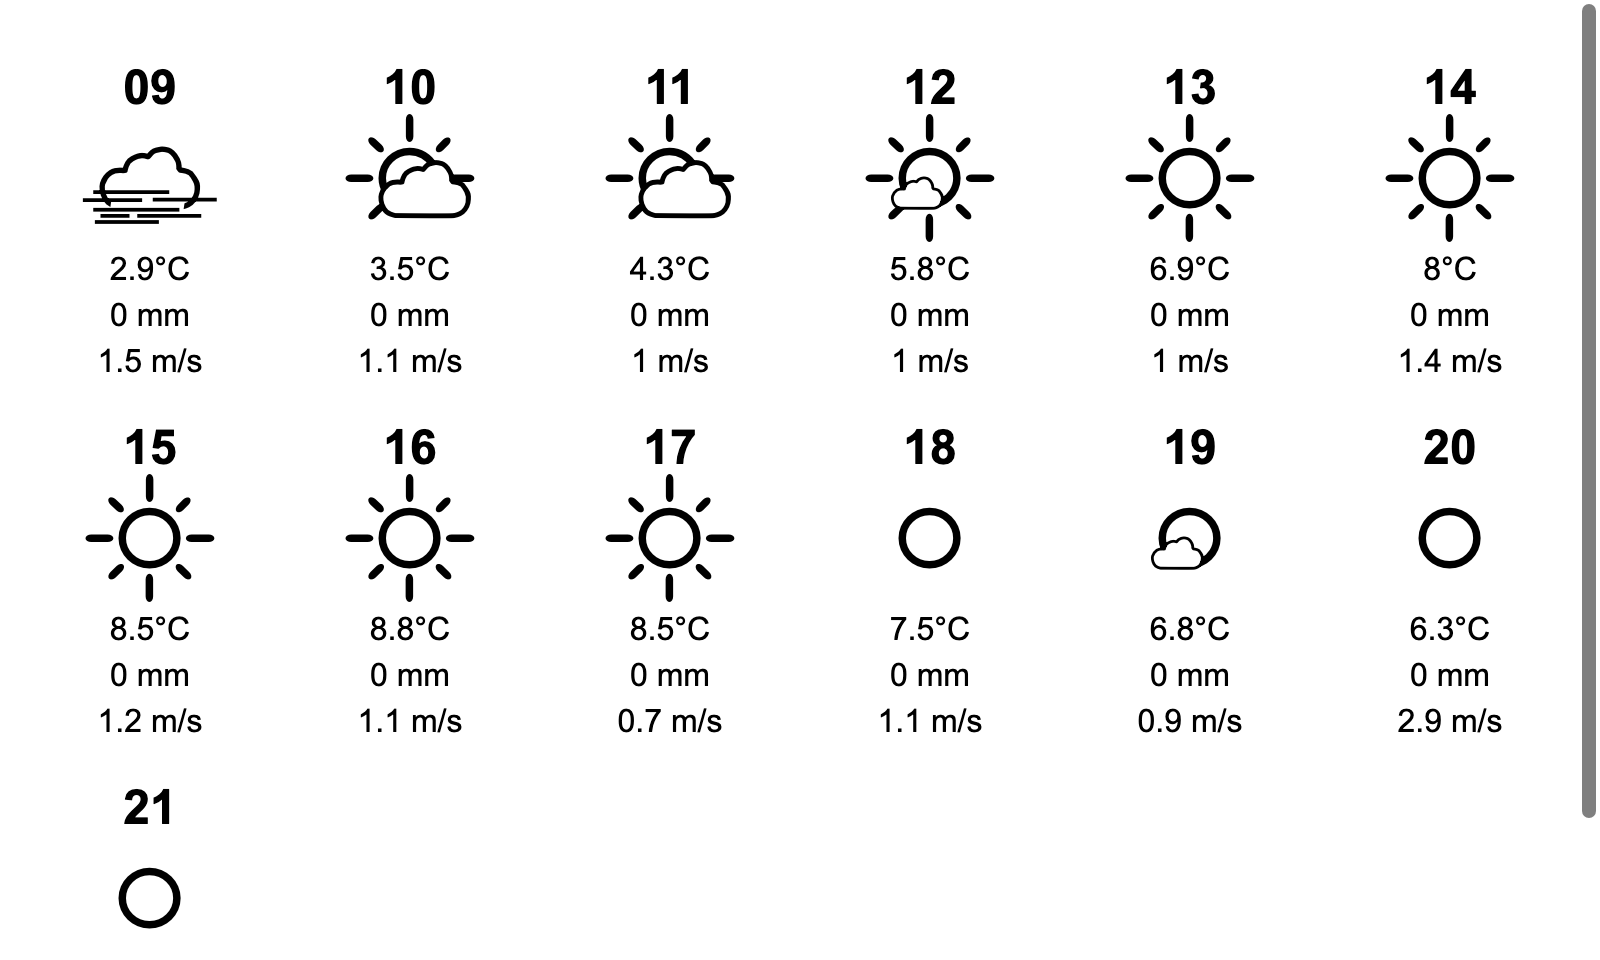 09 10 11 12 13 14
2.9°C 3.5°C 4.3°C 5.8°C 6.9°C 8°C
0 mm 0 mm 0 mm 0 mm 0 mm 0 mm
1.5 m/s 1.1 m/s 1 m/s 1 m/s 1 m/s 1.4 m/s
15 16 17 18 19 20
8.5°C 8.8°C 8.5°C 7.5°C 6.8°C 6.3°C
0 mm 0 mm 0 mm 0 mm 0 mm 0 mm
1.2 m/s 1.1 m/s 0.7 m/s 1.1 m/s 0.9 m/s 2.9 m/s
21